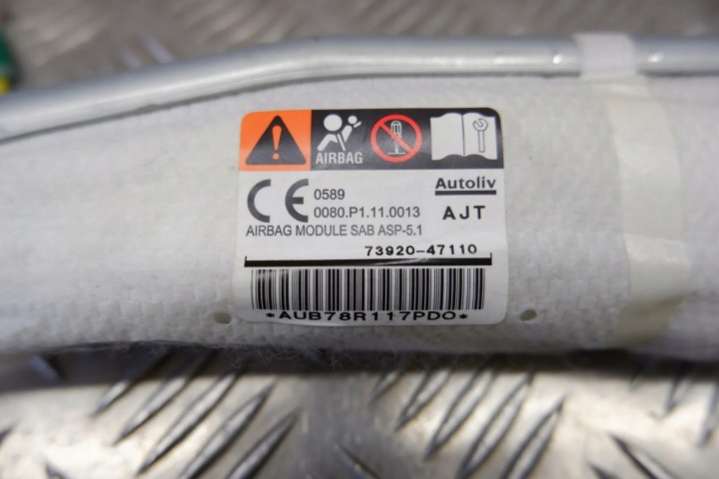 AIRBAG
CE 0589
0080.P1.11.0013
Autoliv
AJT
AIRBAG MODULE SAB ASP-5.1
73920-47110
*AUB78R117PDO*